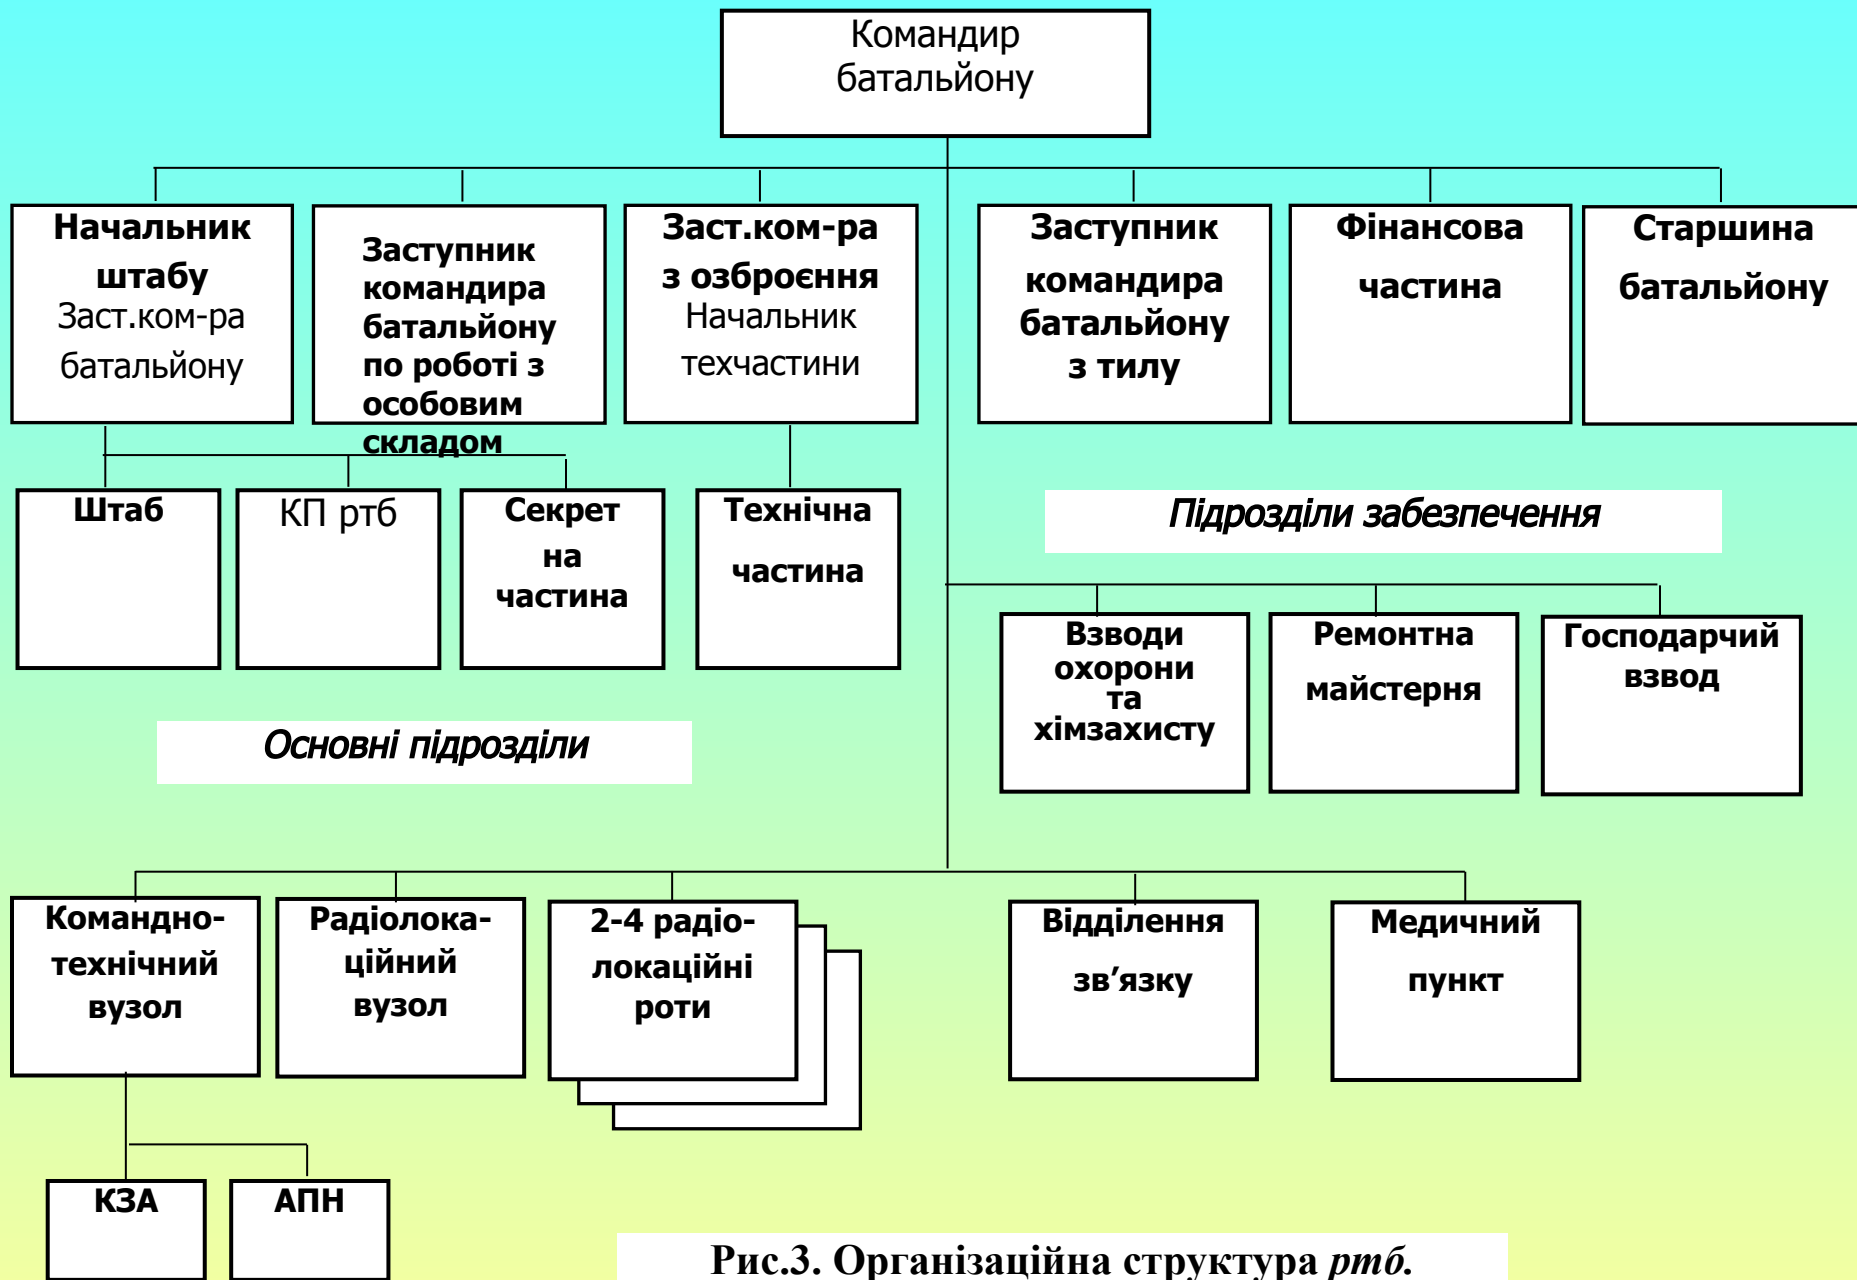 Командир
батальйону
Начальник
штабу
Заст.ком-ра
батальйону
Заступник
командира
батальйону
по роботі з
особовим
складом
Заст.ком-ра
з озброєння
Начальник
техчастини
Заступник
командира
батальйону
з тилу
Фінансова
частина
Старшина
батальйону
Штаб
КП ртб
Секрет
на
частина
Технічна
частина
Підрозділи забезпечення
Взводи
охорони
та
хімзахисту
Ремонтна
майстерня
Господарчий
взвод
Основні підрозділи
Командно-
технічний
вузол
Радіолока-
ційний
вузол
2-4 радіо-
локаційні
роти
Відділення
зв’язку
Медичний
пункт
КЗА
АПН
Рис.3. Організаційна структура ртб.